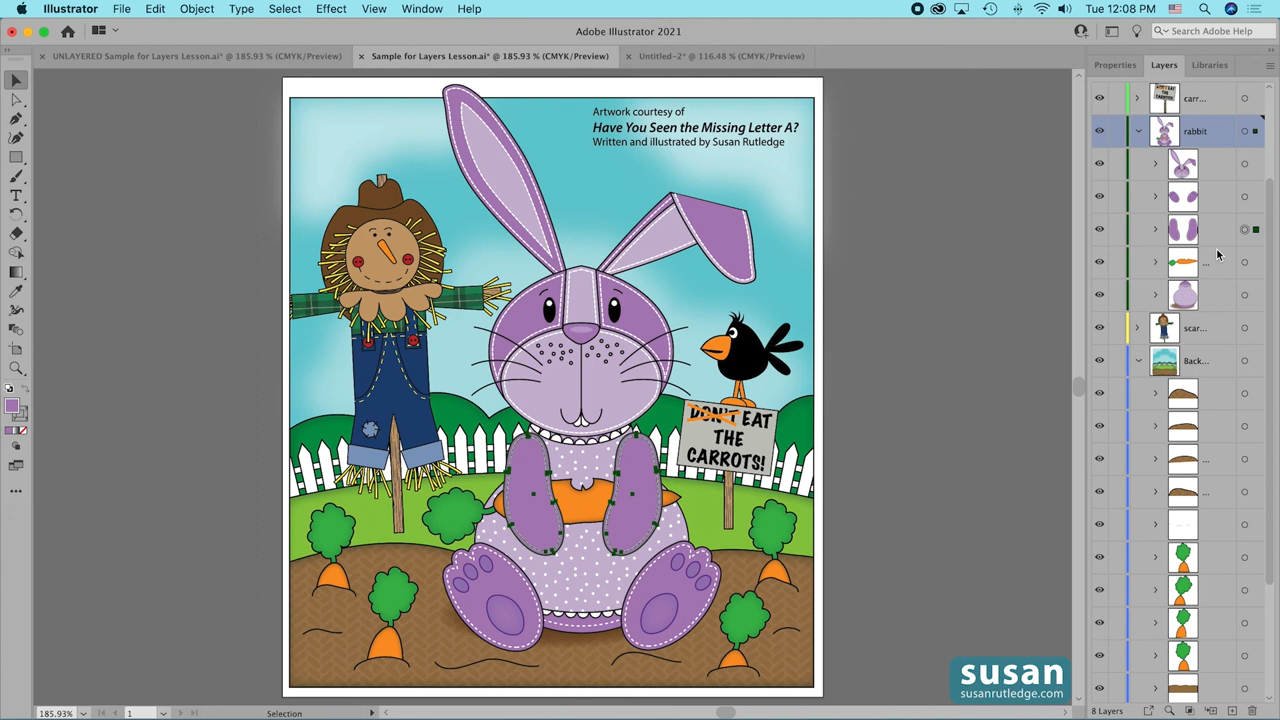 Illustrator File Edit Object Type Select Effect View Window Help Tue 12:08 PM
Adobe Illustrator 2021 Search Adobe Help
UNLAYERED Sample for Layers Lesson.ai* @ 185.93 % (CMYK/Preview) Sample for Layers Lesson.ai* @ 185.93 % (CMYK/Preview) Untitled-2* @ 116.48 % (CMYK/Preview)
Properties Layers Libraries
carr...
Artwork courtesy of
Have You Seen the Missing Letter A?
Written and illustrated by Susan Rutledge
rabbit
...
scar...
Back...
DON'T EAT
THE
CARROTS!
...
...
susan
susanrutledge.com
185.93% 1 Selection 8 Layers